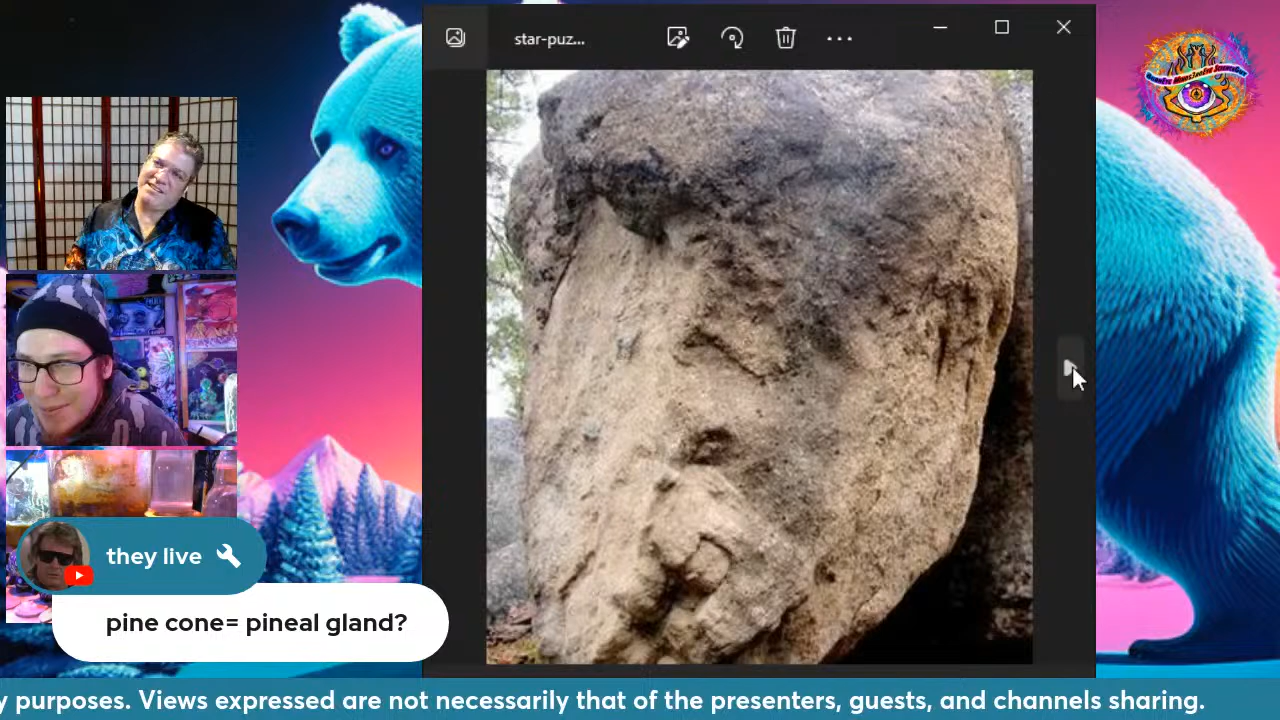 star-puz...
they live
pine cone= pineal gland?
y purposes. Views expressed are not necessarily that of the presenters, guests, and channels sharing.